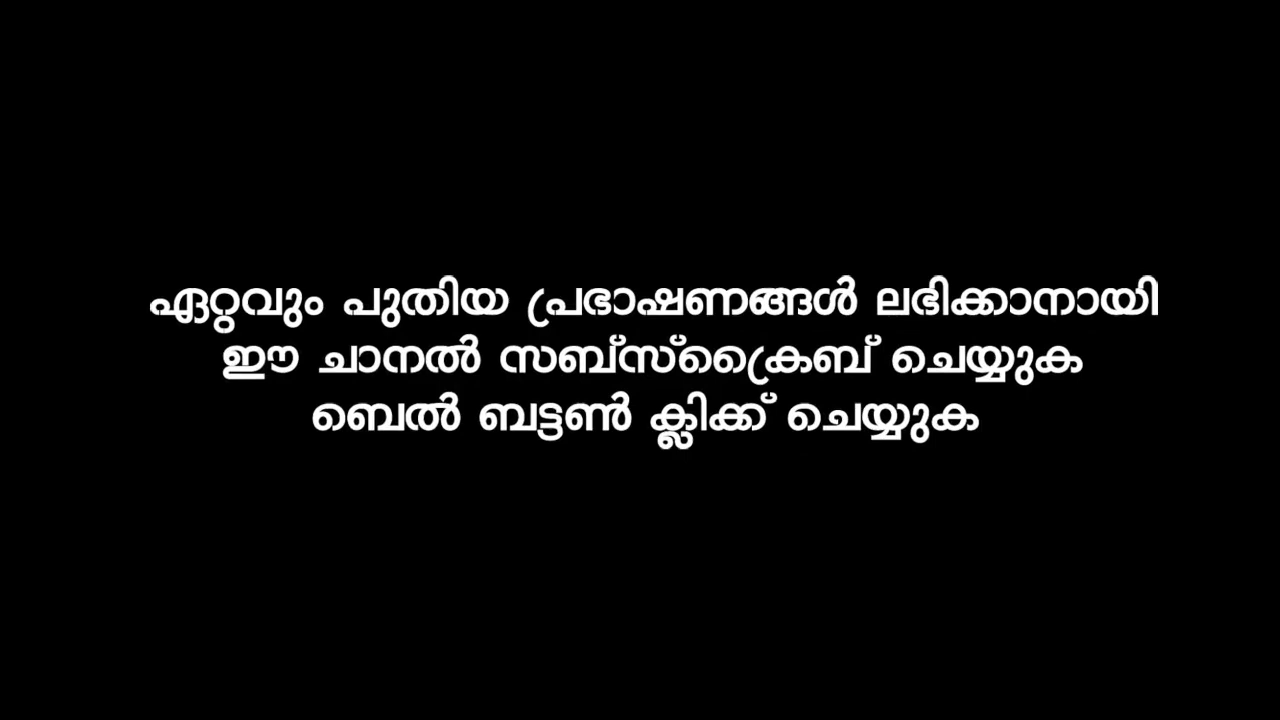 ഏറ്റവും പുതിയ പ്രഭാഷണങ്ങൾ ലഭിക്കാനായി
ഈ ചാനൽ സബ്സ്ക്രൈബ് ചെയ്യുക
ബെൽ ബട്ടൺ ക്ലിക്ക് ചെയ്യുക